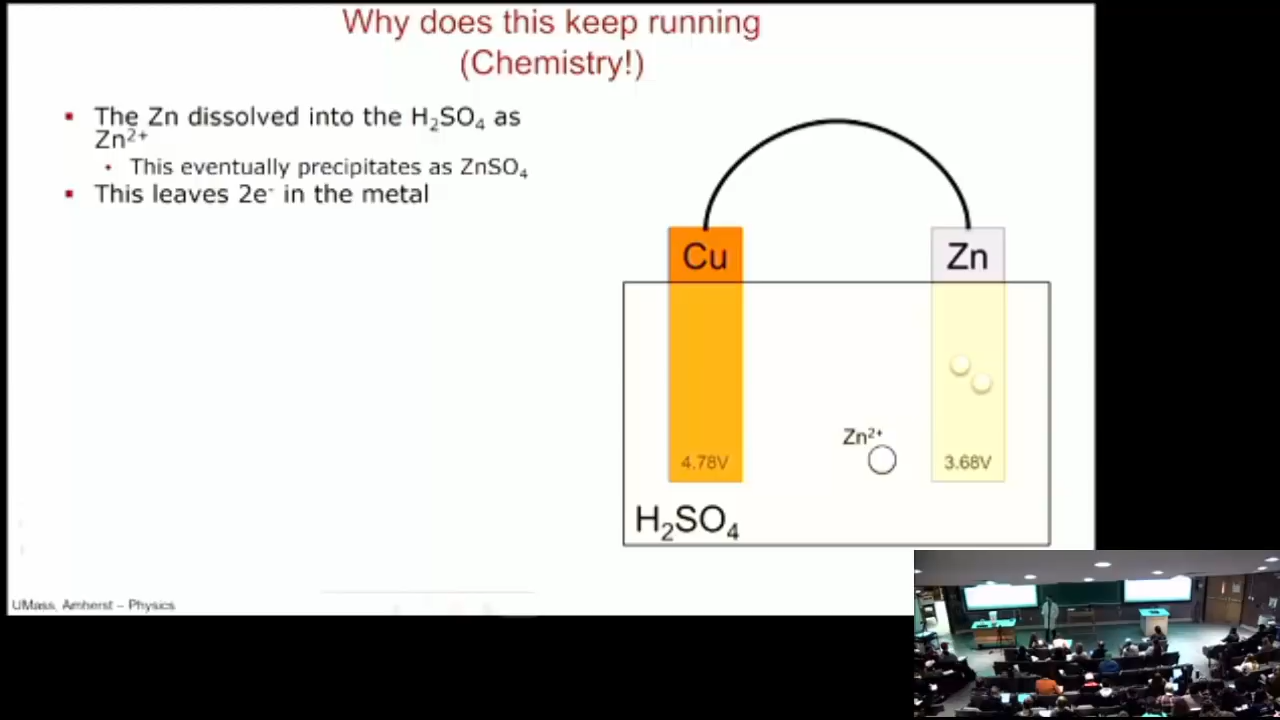 Why does this keep running
(Chemistry!)
▪ The Zn dissolved into the H₂SO₄ as
Zn²⁺
• This eventually precipitates as ZnSO₄
▪ This leaves 2e⁻ in the metal
Cu
Zn
Zn²⁺
4.78V
3.68V
H₂SO₄
UMass, Amherst – Physics